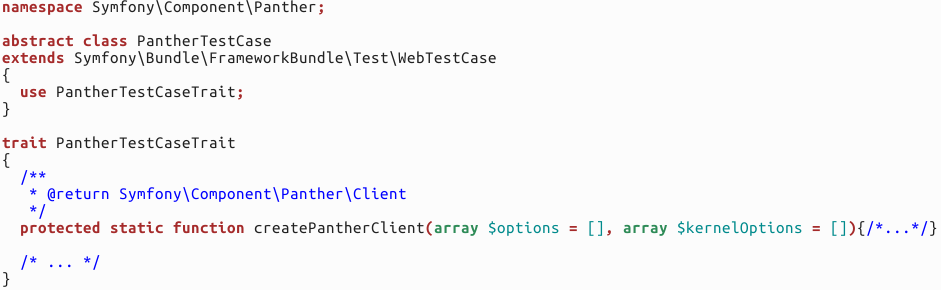 namespace Symfony\Component\Panther;
abstract class PantherTestCase
extends Symfony\Bundle\FrameworkBundle\Test\WebTestCase
{
  use PantherTestCaseTrait;
}
trait PantherTestCaseTrait
{
  /**
   * @return Symfony\Component\Panther\Client
   */
  protected static function createPantherClient(array $options = [], array $kernelOptions = []){/*...*/}
  /* ... */
}